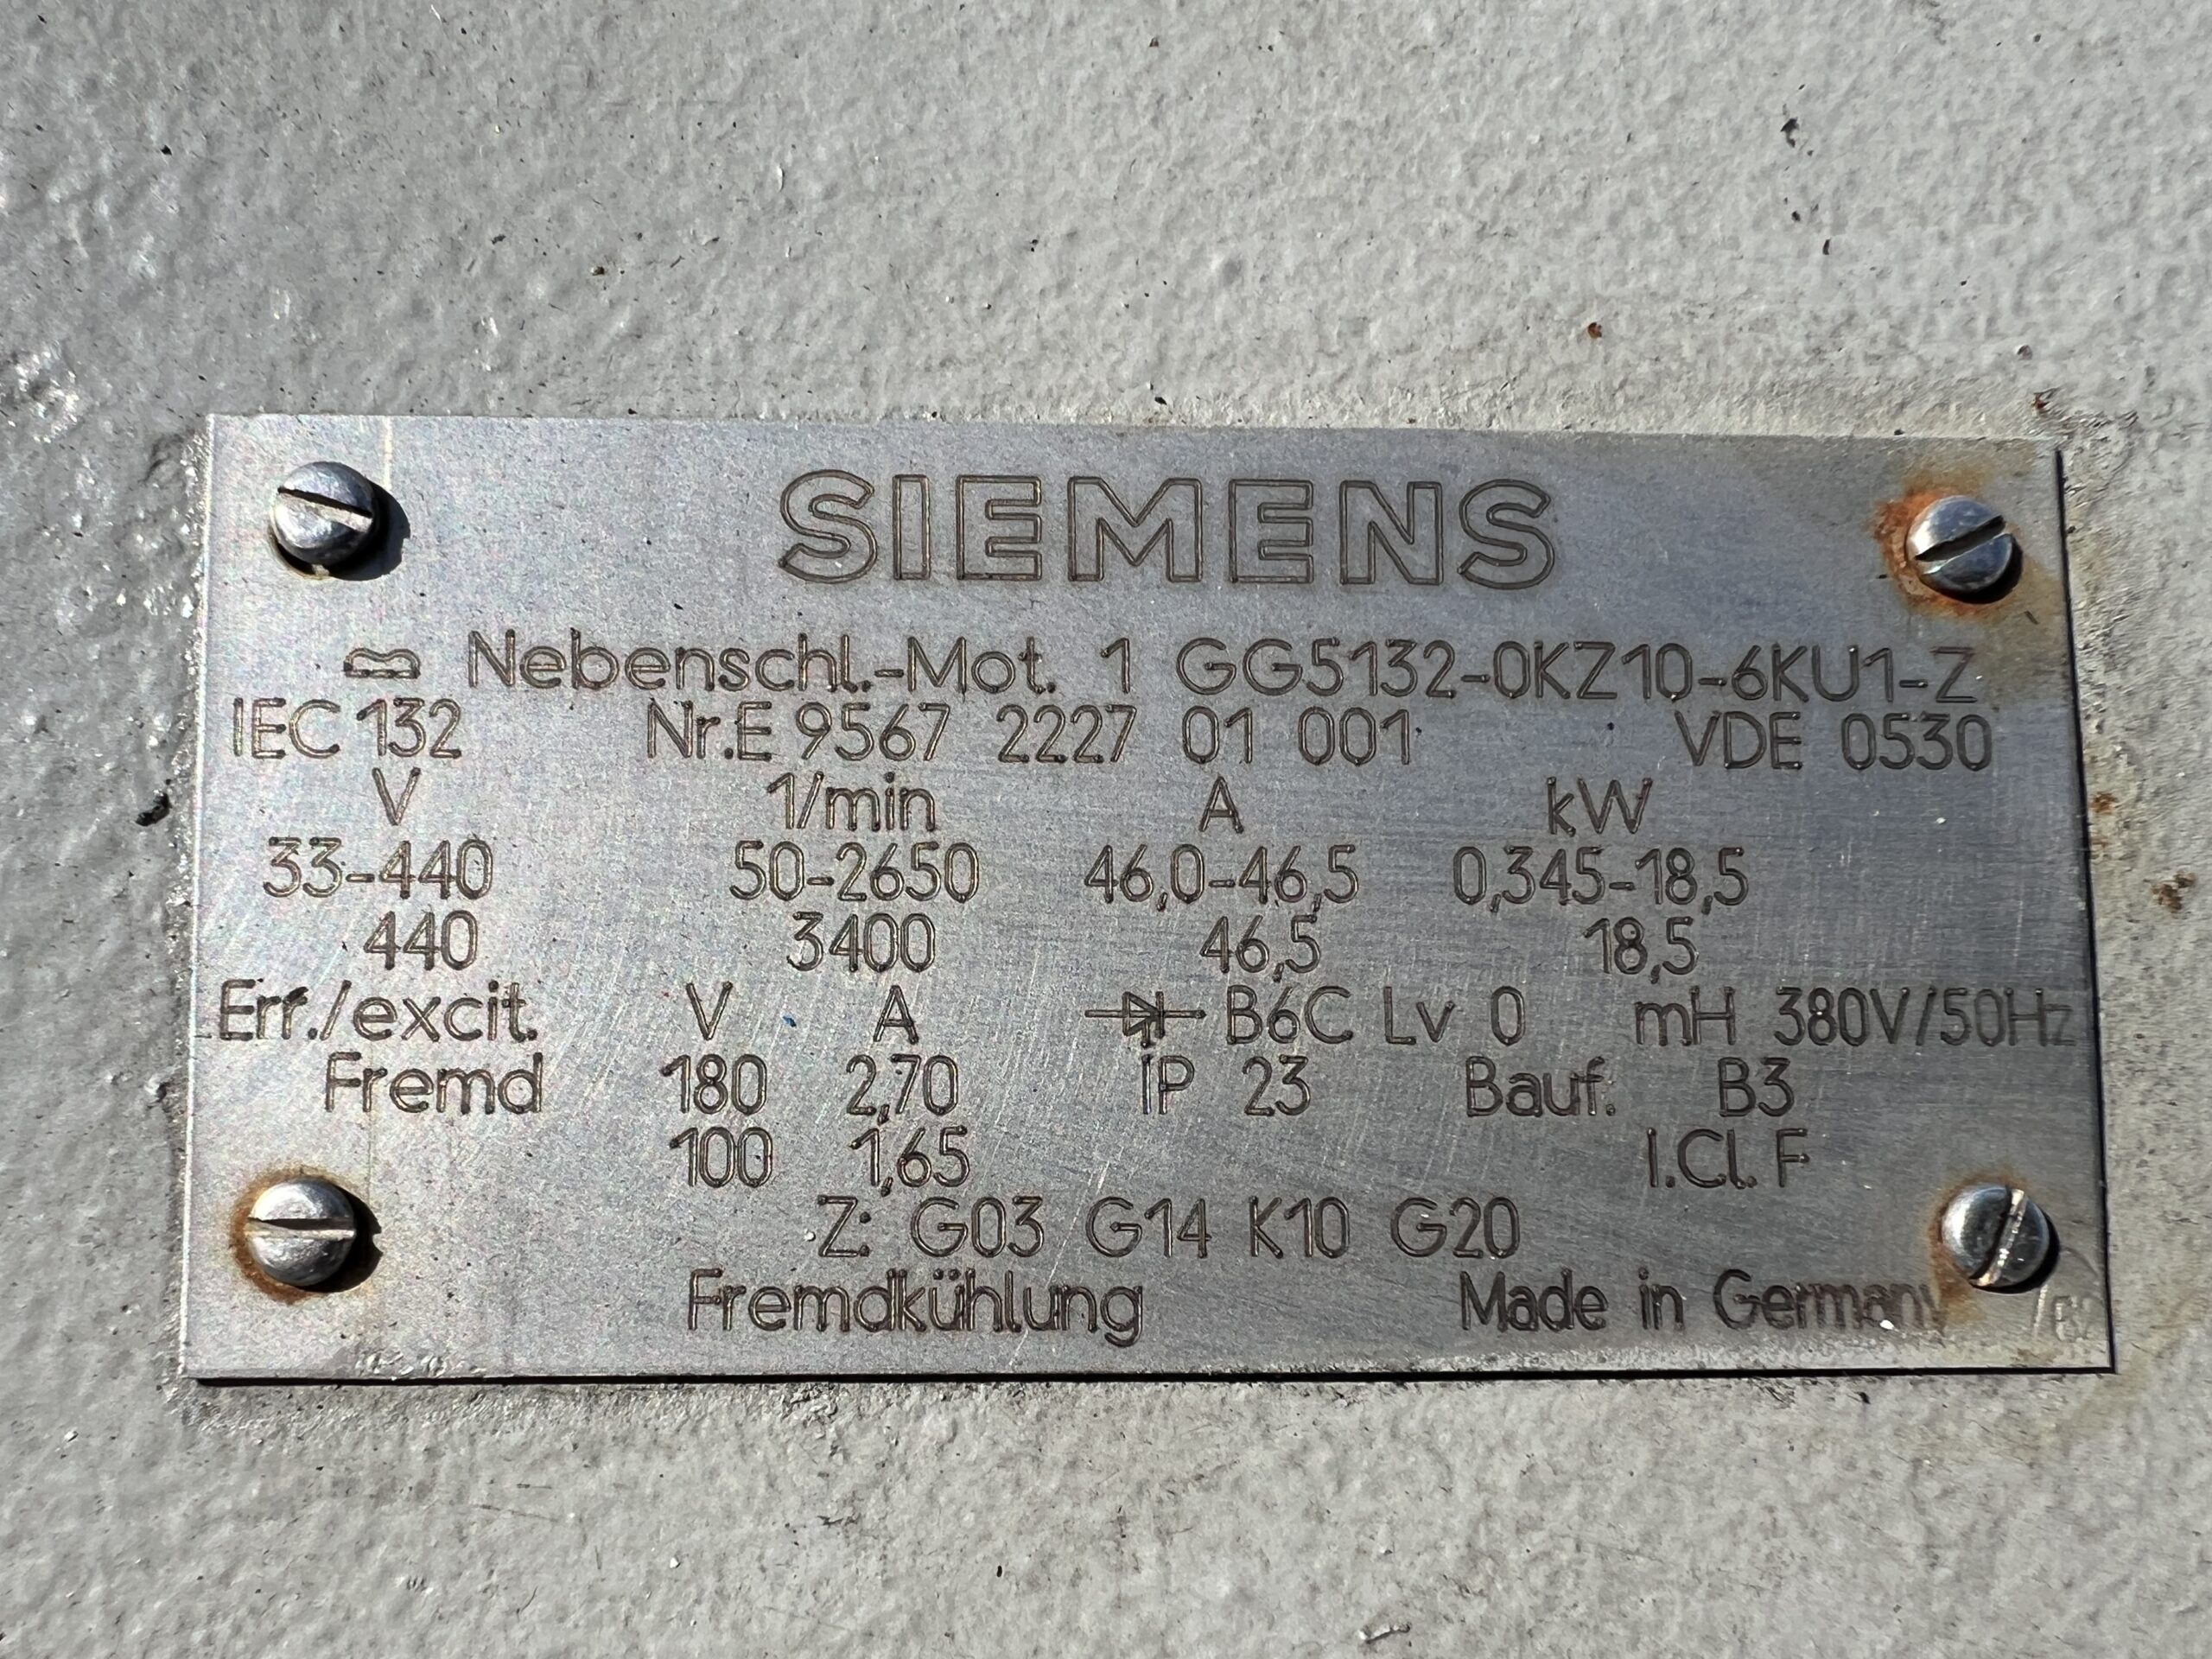 SIEMENS
Nebenschl.-Mot. 1 GG5132-0KZ10-6KU1-Z
IEC 132 Nr.E 9567 2227 01 001 VDE 0530
V 1/min A kW
33-440 50-2650 46,0-46,5 0,345-18,5
440 3400 46,5 18,5
Err./excit. V A B6C Lv 0 mH 380V/50Hz
Fremd 180 2,70 IP 23 Bauf. B3
100 1,65 I.Cl. F
Z: G03 G14 K10 G20
Fremdkühlung Made in Germany